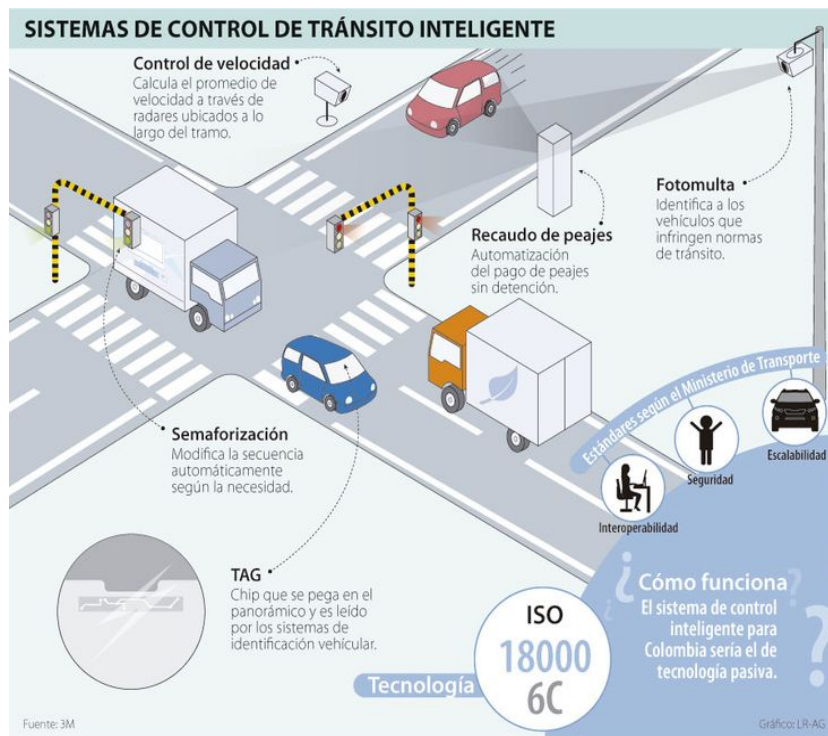 SISTEMAS DE CONTROL DE TRÁNSITO INTELIGENTE
Control de velocidad
Calcula el promedio de
velocidad a través de
radares ubicados a lo
largo del tramo.
Fotomulta
Identifica a los
vehículos que
infringen normas
de tránsito.
Recaudo de peajes
Automatización
del pago de peajes
sin detención.
Semaforización
Modifica la secuencia
automáticamente
según la necesidad.
Estándares según el Ministerio de Transporte
Interoperabilidad
Seguridad
Escalabilidad
TAG
Chip que se pega en el
panorámico y es leído
por los sistemas de
identificación vehícular.
Tecnología
ISO
18000
6C
¿Cómo funciona?
El sistema de control
inteligente para
Colombia sería el de
tecnología pasiva.
Fuente: 3M
Gráfico: LR-AG